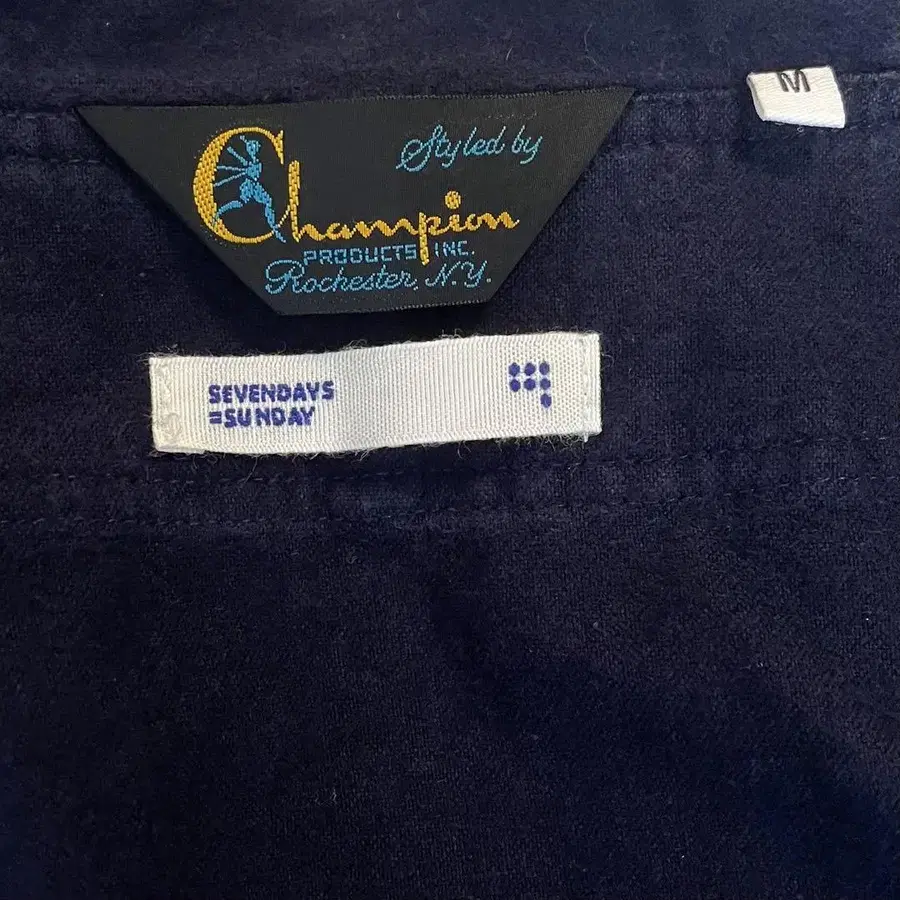 M
Styled by
Champion
PRODUCTS INC.
Rochester, N.Y.
SEVENDAYS
=SUNDAY